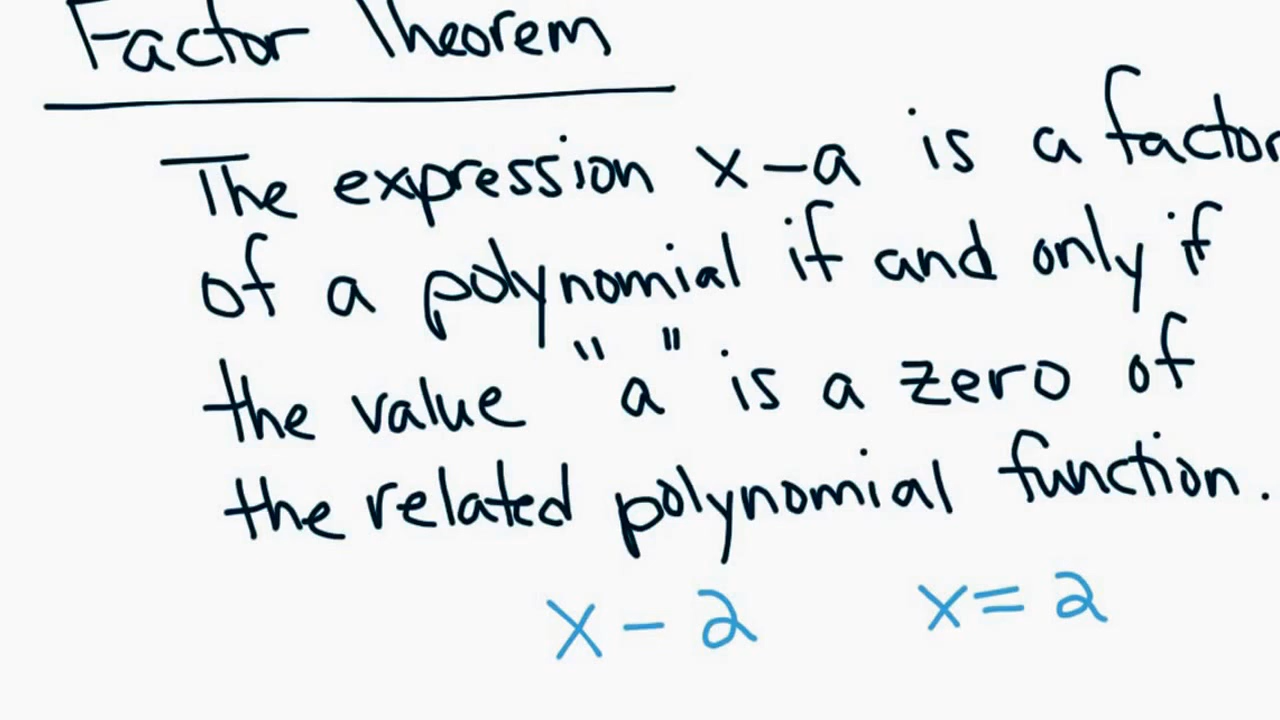 Factor Theorem
The expression x-a is a factor
of a polynomial if and only if
the value "a" is a zero of
the related polynomial function.
x - 2 x = 2